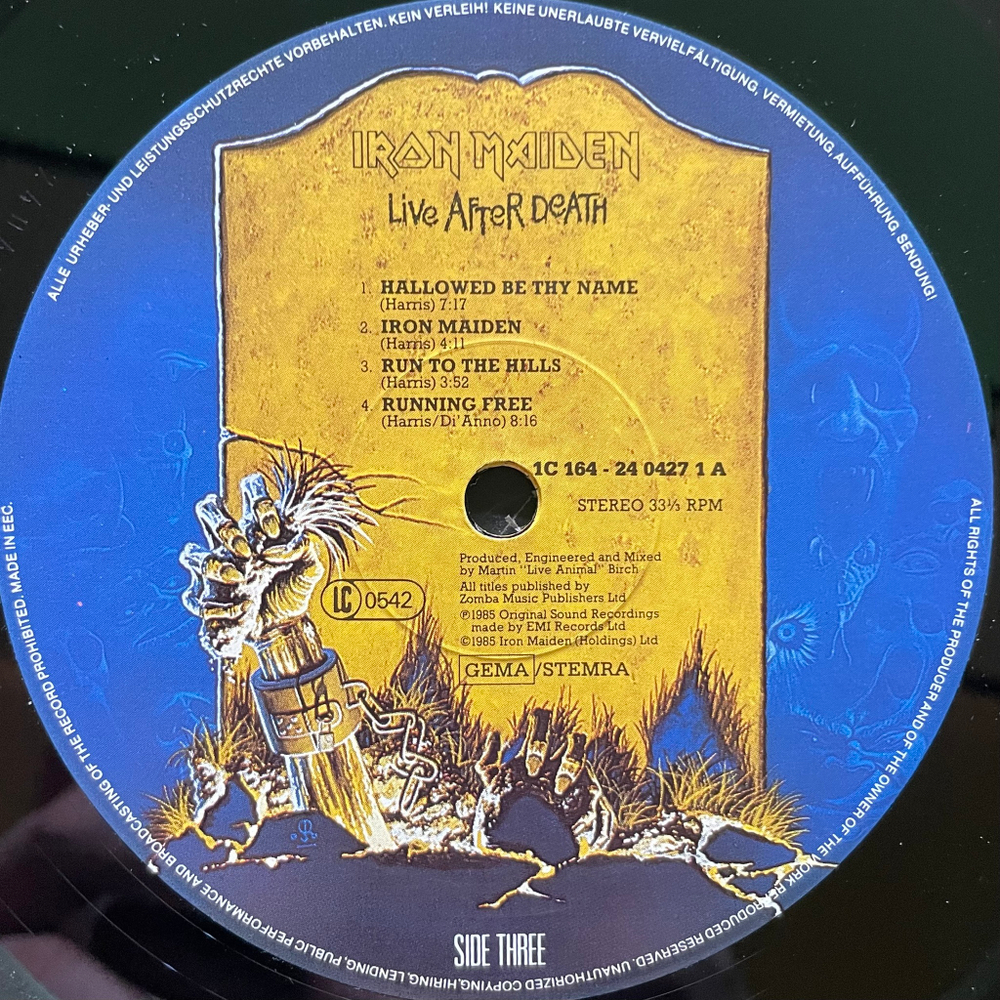 ALLE URHEBER- UND LEISTUNGSSCHUTZRECHTE VORBEHALTEN. KEIN VERLEIH! KEINE UNERLAUBTE VERVIELFÄLTIGUNG, VERMIETUNG, AUFFÜHRUNG, SENDUNG!
IRON MAIDEN
LIVE AFTER DEATH
1. HALLOWED BE THY NAME
(Harris) 7:17
2. IRON MAIDEN
(Harris) 4:11
3. RUN TO THE HILLS
(Harris) 3:52
4. RUNNING FREE
(Harris/Di'Anno) 8:16
1C 164 - 24 0427 1 A
STEREO 33⅓ RPM
Produced, Engineered and Mixed
by Martin "Live Animal" Birch
All titles published by
Zomba Music Publishers Ltd
℗1985 Original Sound Recordings
made by EMI Records Ltd
©1985 Iron Maiden (Holdings) Ltd
LC 0542
GEMA/STEMRA
SIDE THREE
ALL RIGHTS OF THE PRODUCER AND OF THE OWNER OF THE WORK REPRODUCED RESERVED. UNAUTHORIZED COPYING, HIRING, LENDING, PUBLIC PERFORMANCE AND BROADCASTING OF THE RECORD PROHIBITED. MADE IN EEC.